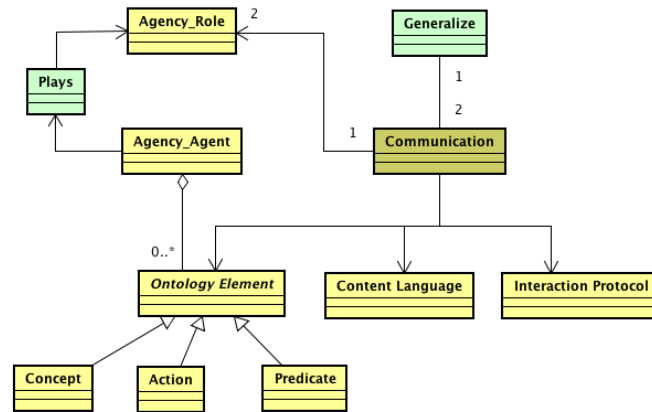 Agency_Role
2
Generalize
1
Plays
2
Agency_Agent
1
Communication
0..*
Ontology Element
Content Language
Interaction Protocol
Concept
Action
Predicate